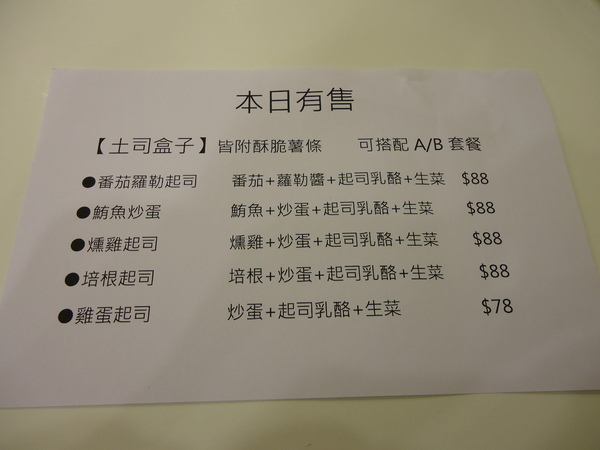 本日有售
【土司盒子】皆附酥脆薯條 可搭配 A/B 套餐
●番茄羅勒起司 番茄+蘿勒醬+起司乳酪+生菜 $88
●鮪魚炒蛋 鮪魚+炒蛋+起司乳酪+生菜 $88
●燻雞起司 燻雞+炒蛋+起司乳酪+生菜 $88
●培根起司 培根+炒蛋+起司乳酪+生菜 $88
●雞蛋起司 炒蛋+起司乳酪+生菜 $78